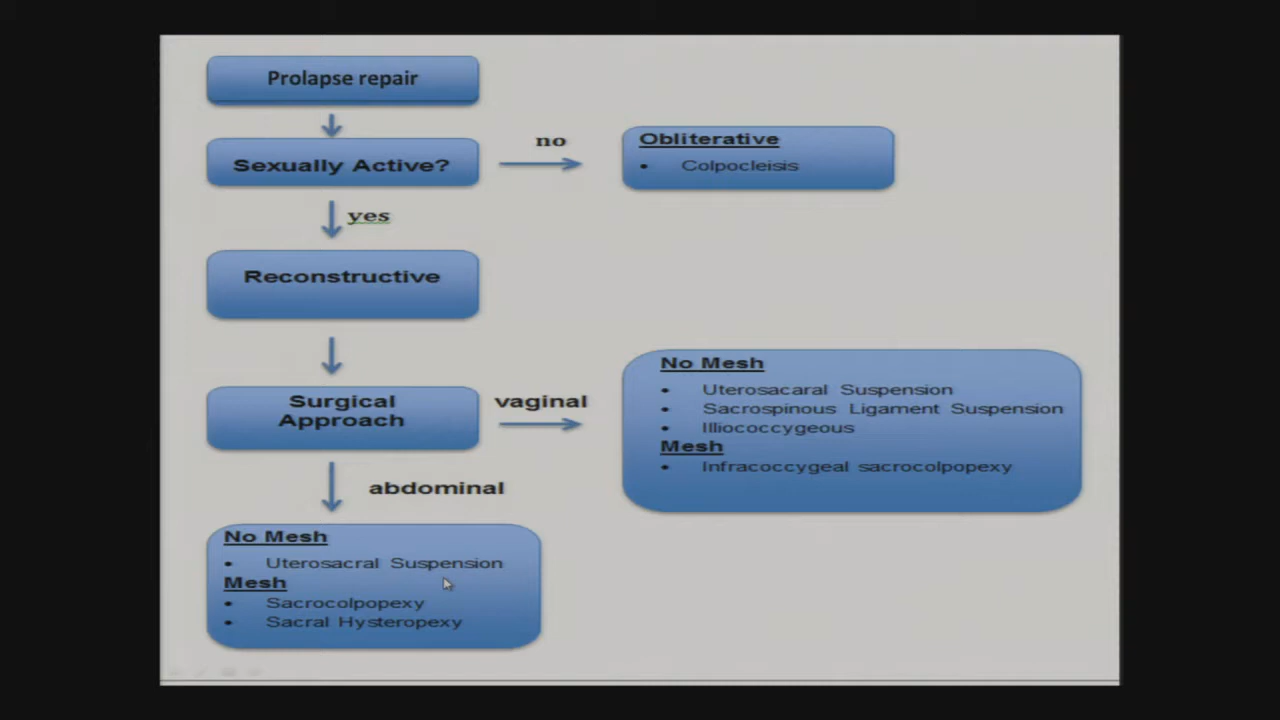 Prolapse repair
Sexually Active?
no
Obliterative
• Colpocleisis
yes
Reconstructive
Surgical
Approach
vaginal
No Mesh
• Uterosacaral Suspension
• Sacrospinous Ligament Suspension
• Illiococcygeous
Mesh
• Infracoccygeal sacrocolpopexy
abdominal
No Mesh
• Uterosacral Suspension
Mesh
• Sacrocolpopexy
• Sacral Hysteropexy